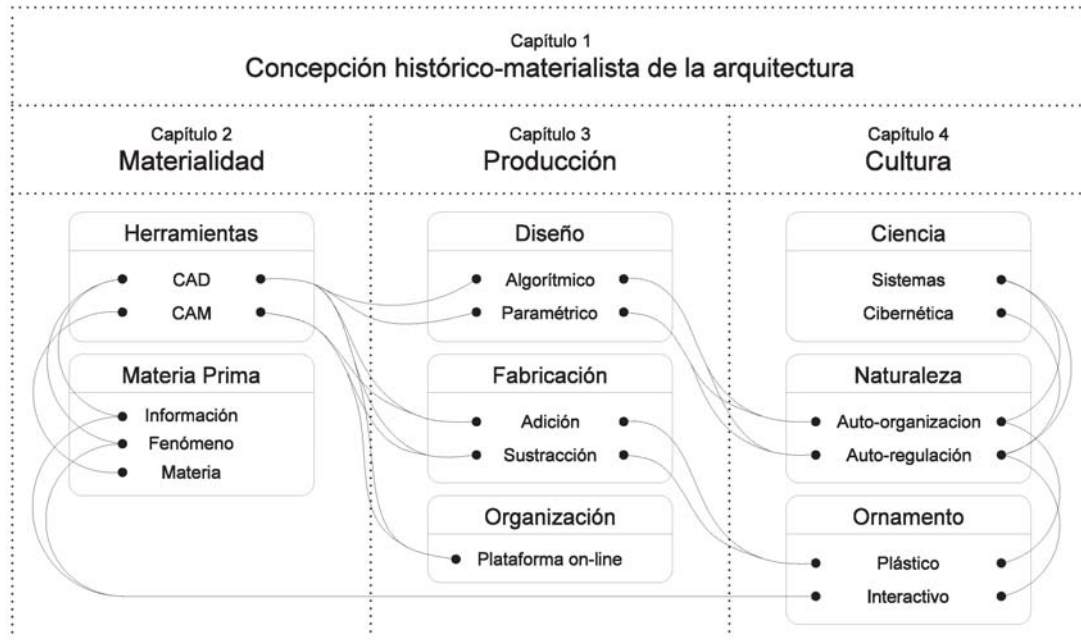 Capítulo 1
Concepción histórico-materialista de la arquitectura
Capítulo 2
Materialidad
Capítulo 3
Producción
Capítulo 4
Cultura
Herramientas
CAD
CAM
Materia Prima
Información
Fenómeno
Materia
Diseño
Algorítmico
Paramétrico
Fabricación
Adición
Sustracción
Organización
Plataforma on-line
Ciencia
Sistemas
Cibernética
Naturaleza
Auto-organizacion
Auto-regulación
Ornamento
Plástico
Interactivo